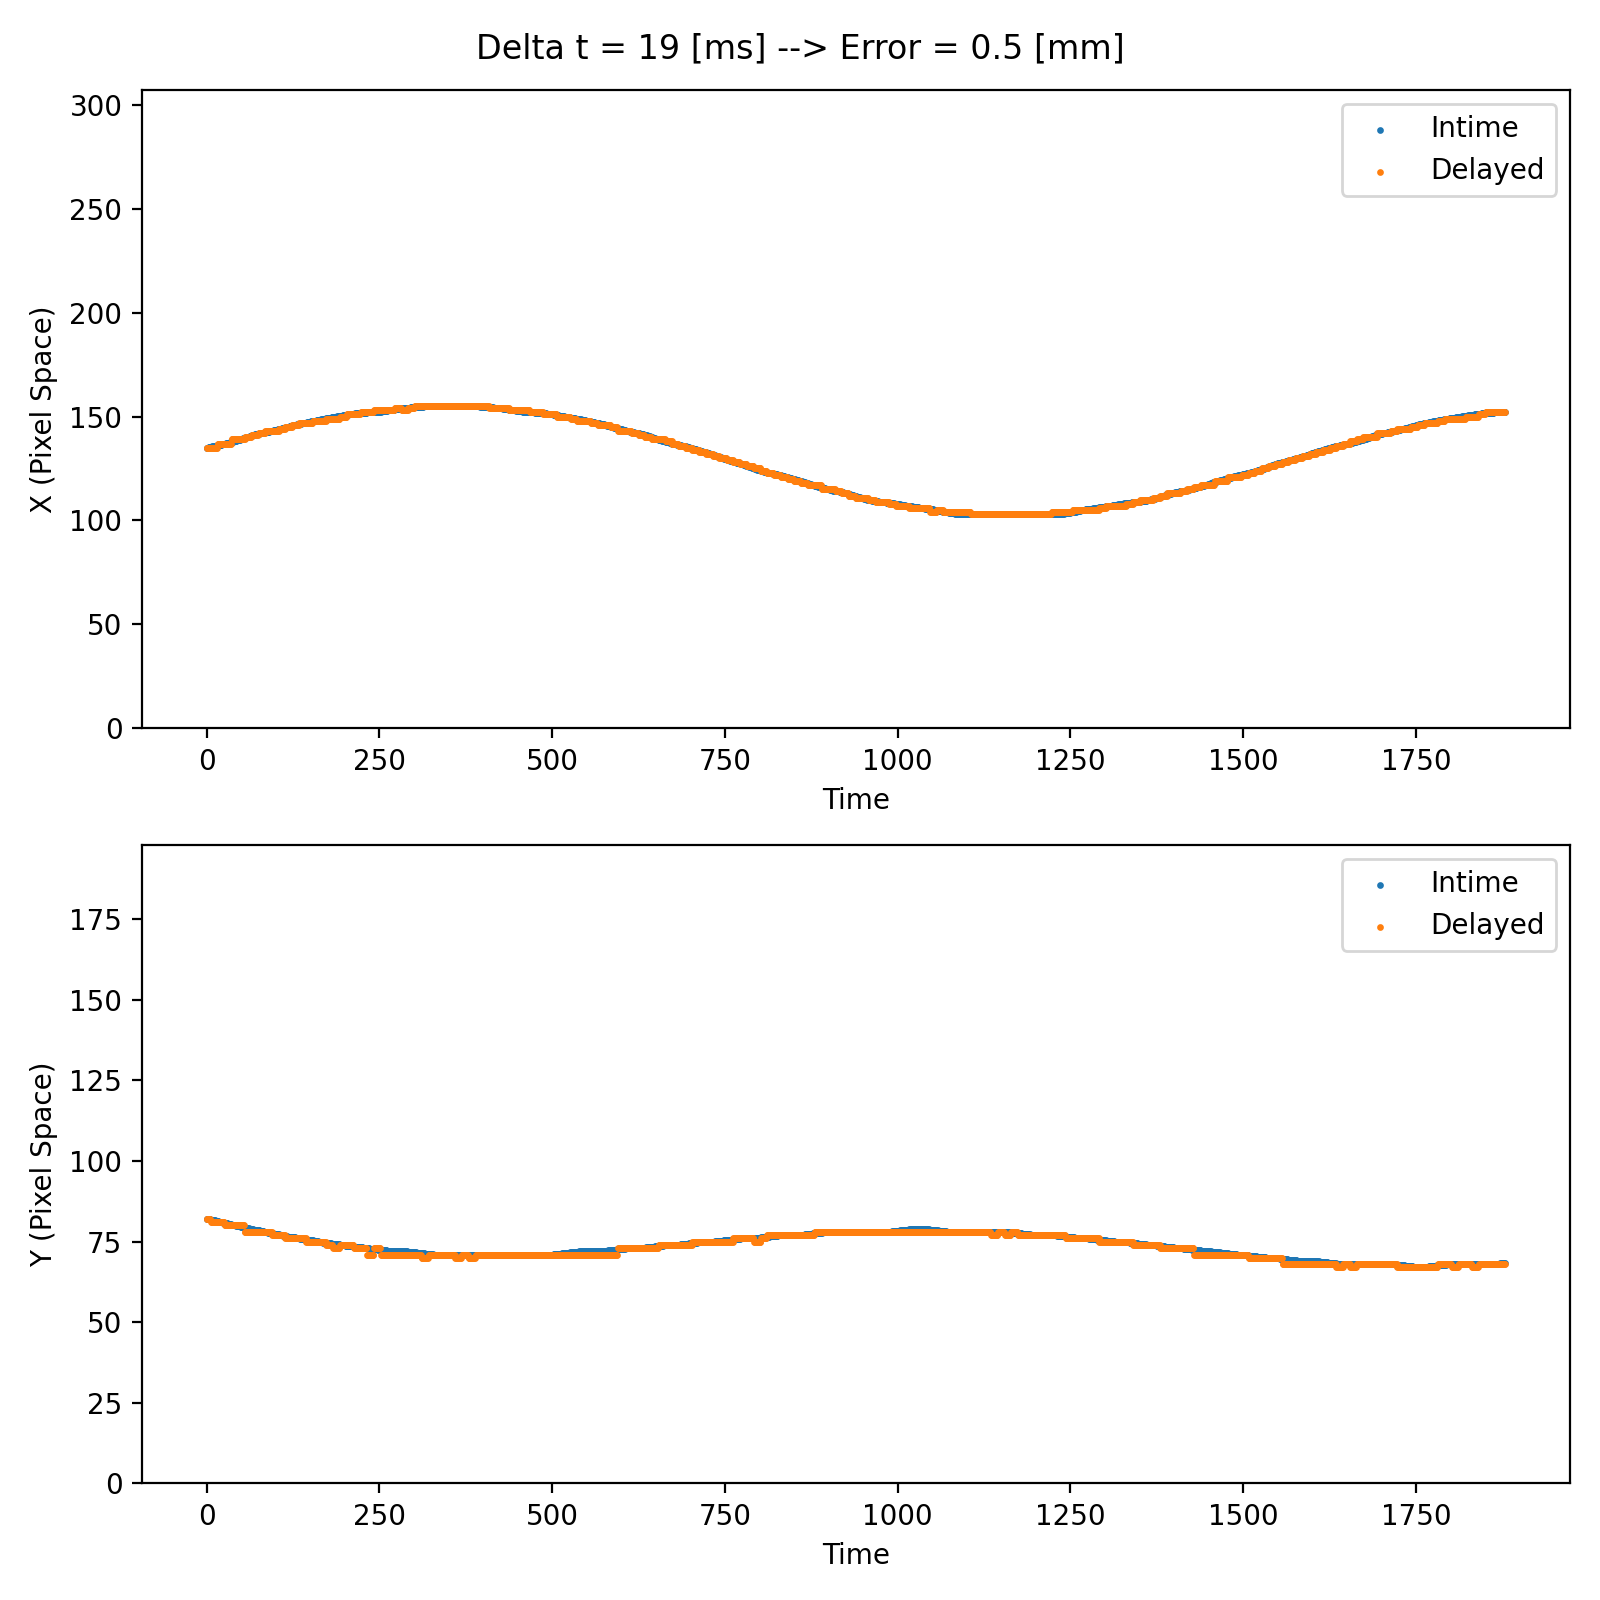 Delta t = 19 [ms] --> Error = 0.5 [mm]
300
250
200
150
100
50
0
X (Pixel Space)
Intime
Delayed
0 250 500 750 1000 1250 1500 1750
Time
175
150
125
100
75
50
25
0
Y (Pixel Space)
Intime
Delayed
0 250 500 750 1000 1250 1500 1750
Time